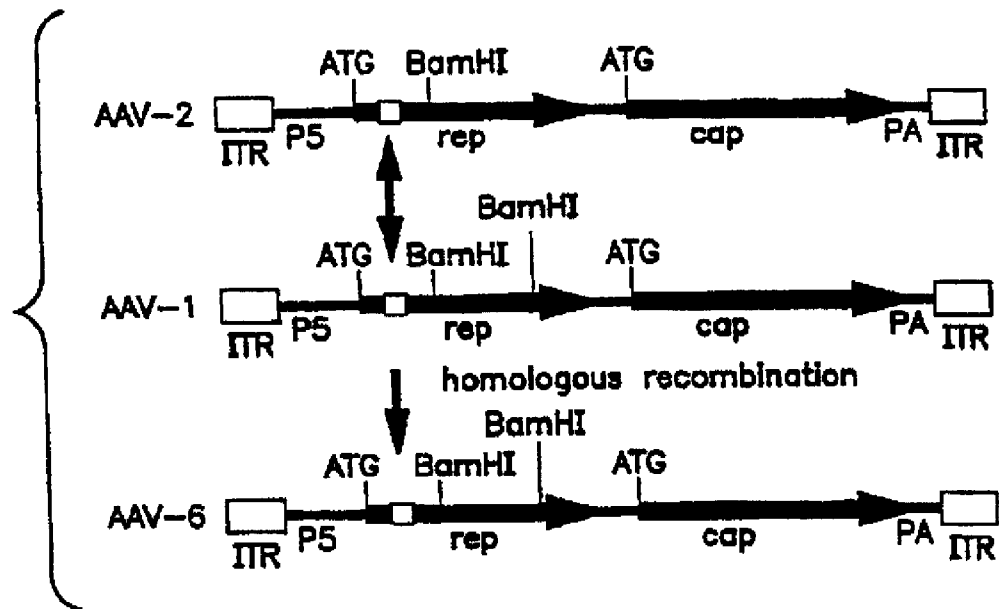 ATG BamHI ATG
AAV-2 ITR P5 rep cap PA ITR
BamHI
ATG BamHI ATG
AAV-1 ITR P5 rep cap PA ITR
homologous recombination
BamHI
ATG BamHI ATG
AAV-6 ITR P5 rep cap PA ITR